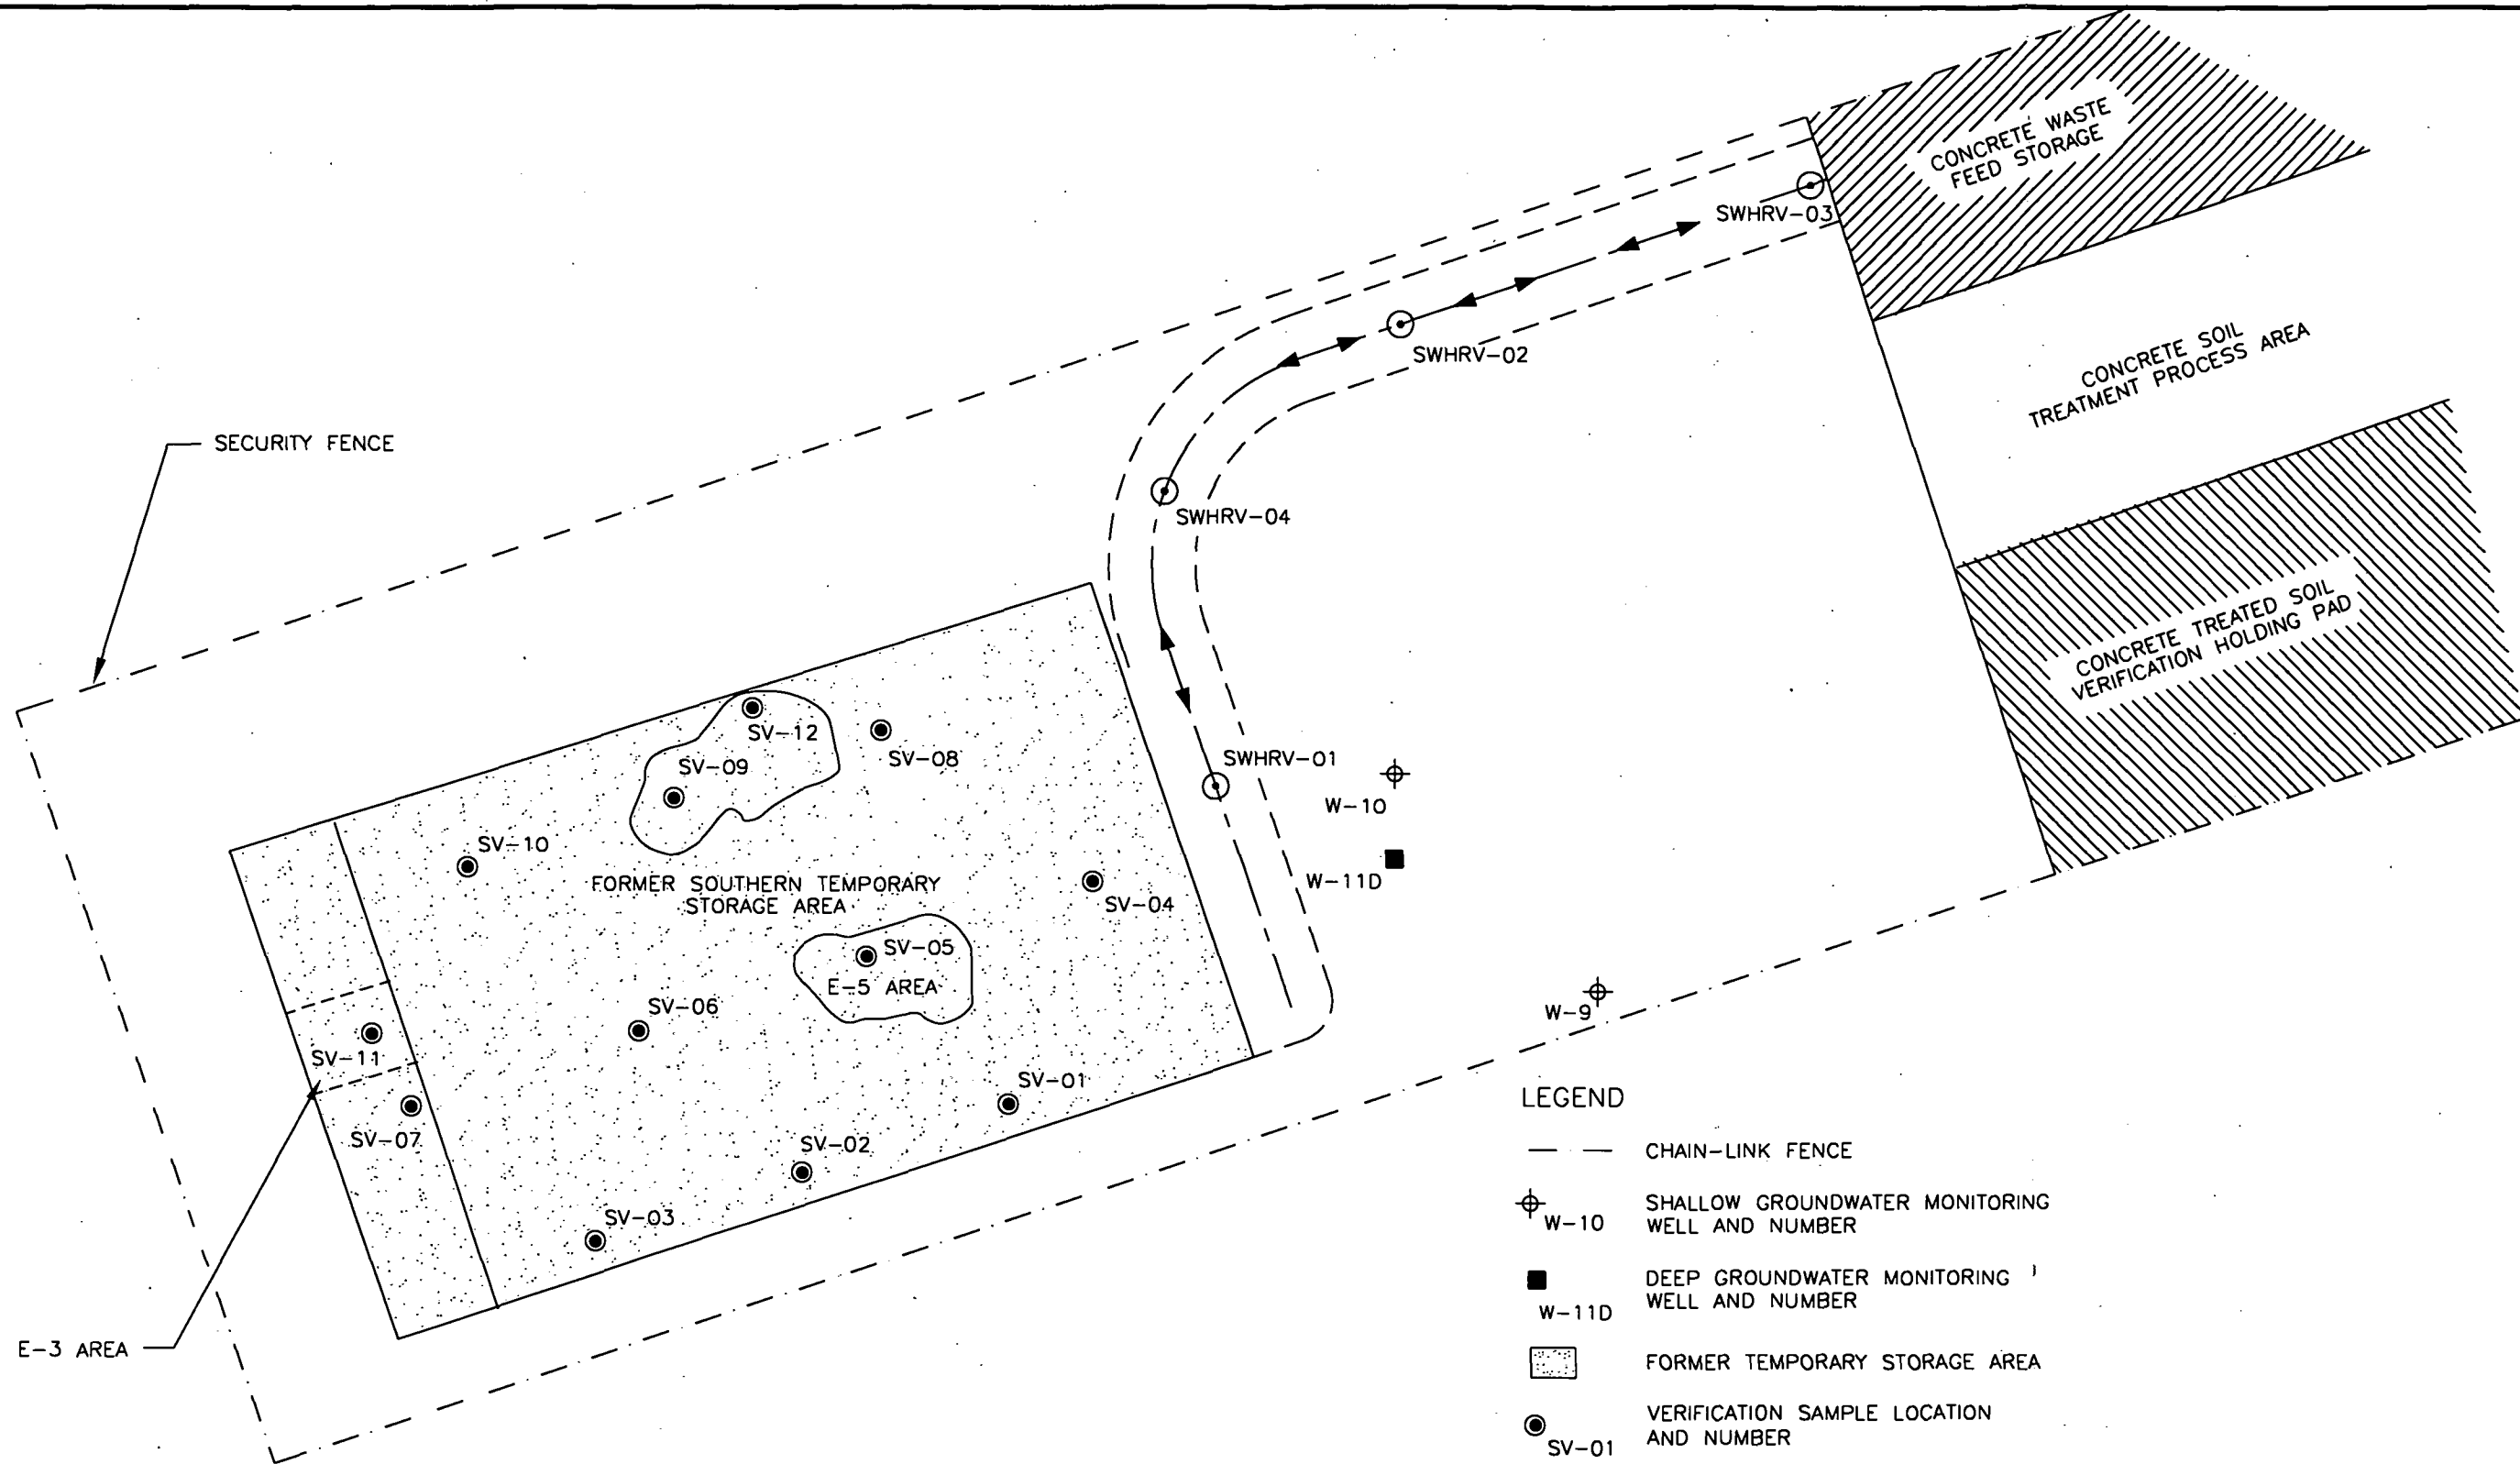 CONCRETE WASTE
FEED STORAGE
SWHRV-03
CONCRETE SOIL
TREATMENT PROCESS AREA
SWHRV-02
SECURITY FENCE
SWHRV-04
CONCRETE TREATED SOIL
VERIFICATION HOLDING PAD
SV-12
SV-08
SV-09
SWHRV-01
W-10
SV-10
FORMER SOUTHERN TEMPORARY
STORAGE AREA
W-11D
SV-04
SV-05
E-5 AREA
SV-06
W-9
SV-11
SV-01
SV-07
SV-02
SV-03
E-3 AREA
LEGEND
CHAIN-LINK FENCE
W-10
SHALLOW GROUNDWATER MONITORING
WELL AND NUMBER
W-11D
DEEP GROUNDWATER MONITORING
WELL AND NUMBER
FORMER TEMPORARY STORAGE AREA
SV-01
VERIFICATION SAMPLE LOCATION
AND NUMBER